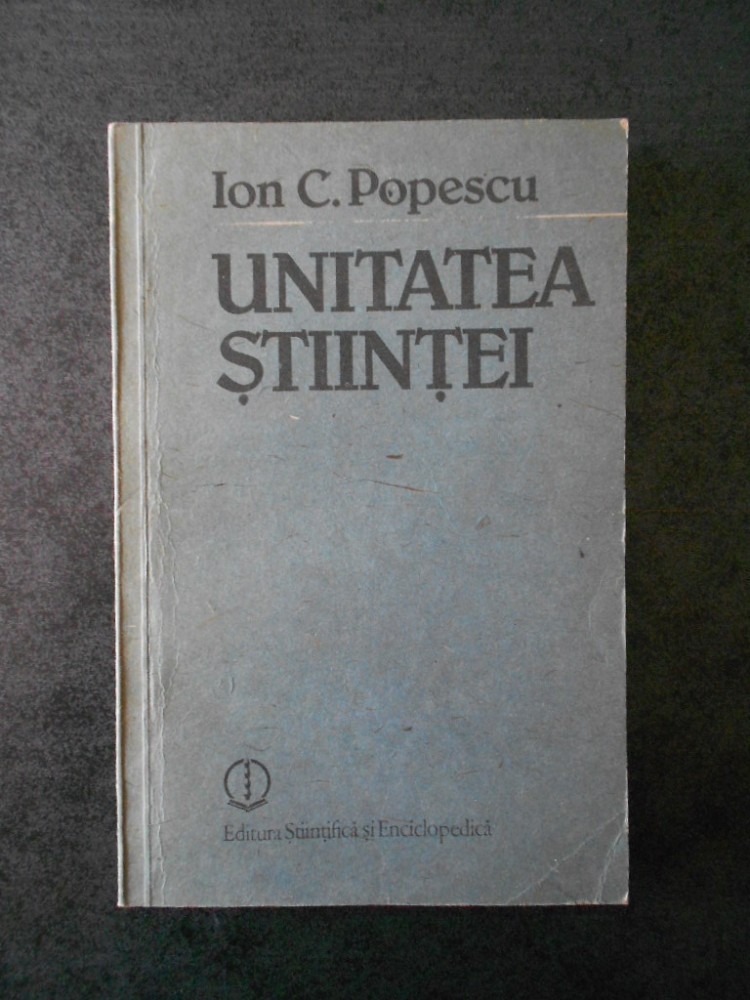 Ion C. Popescu
UNITATEA
ȘTIINȚEI
Editura Științifică și Enciclopedică